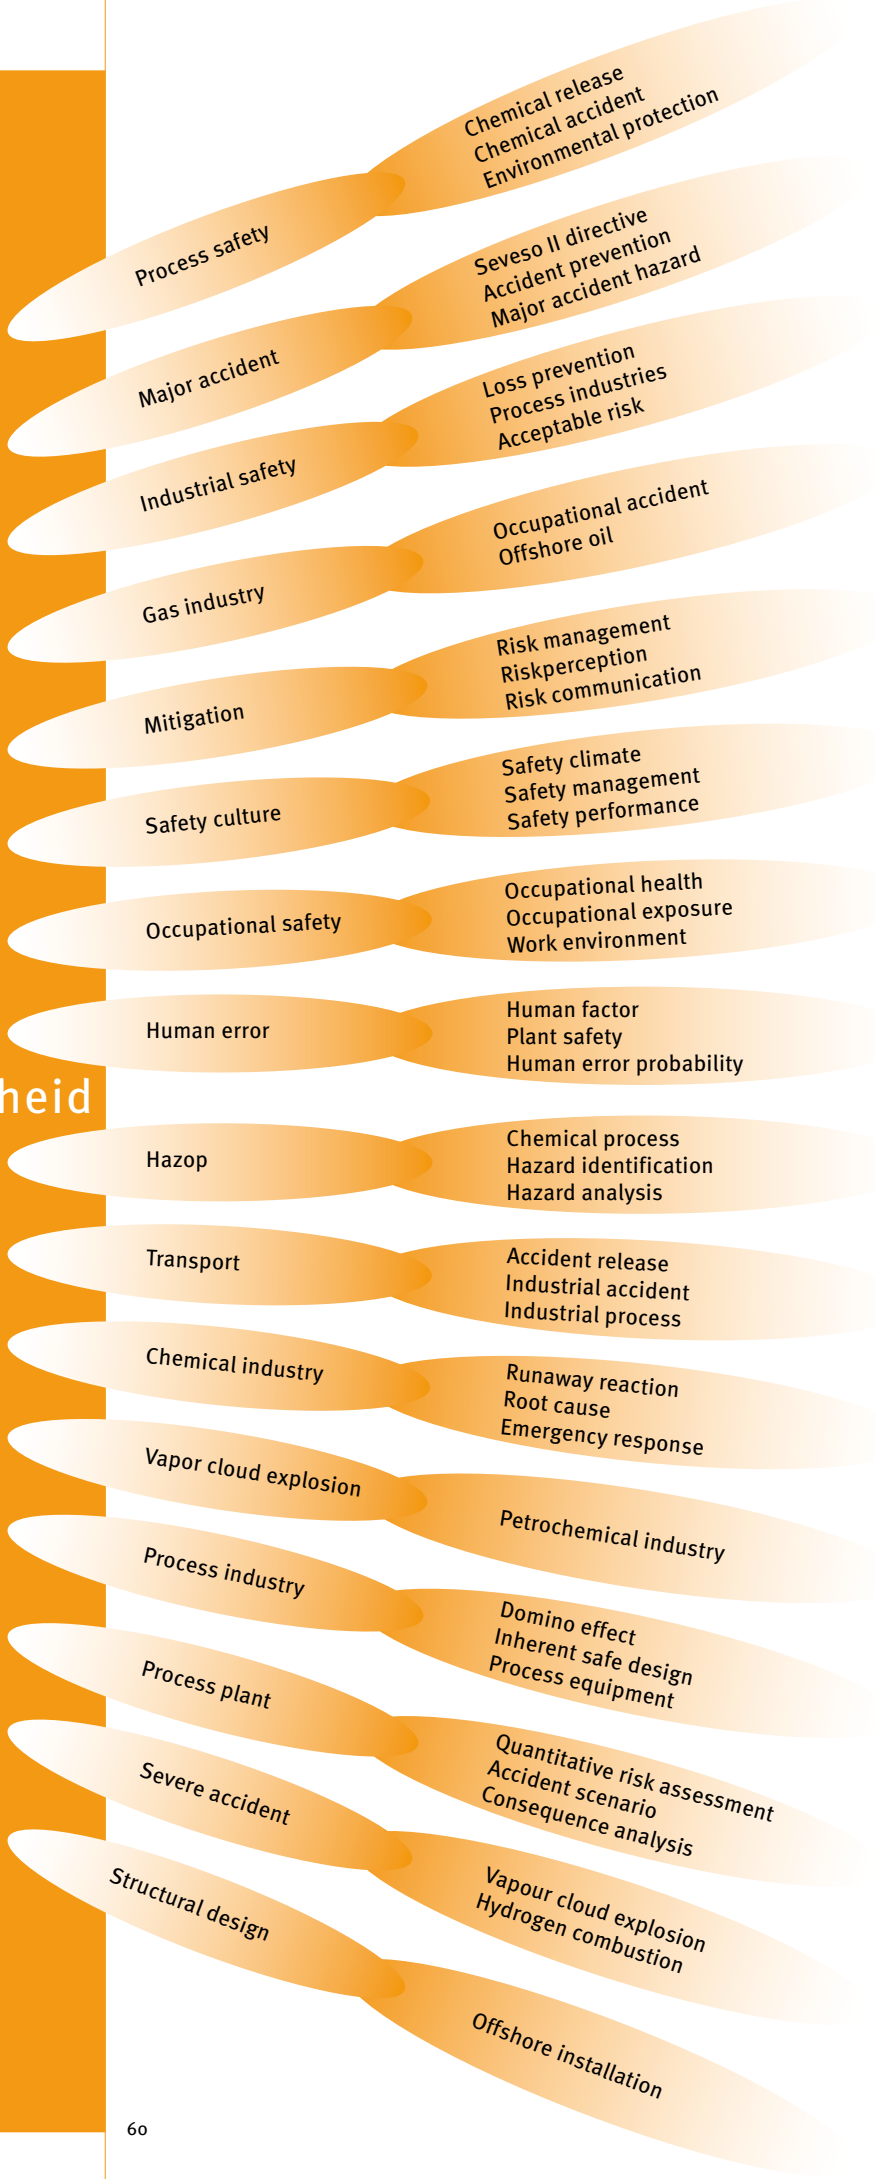 Chemical release
Chemical accident
Environmental protection
Process safety
Seveso II directive
Accident prevention
Major accident hazard
Major accident
Loss prevention
Process industries
Acceptable risk
Industrial safety
Occupational accident
Offshore oil
Gas industry
Risk management
Riskperception
Risk communication
Mitigation
Safety climate
Safety management
Safety performance
Safety culture
Occupational health
Occupational exposure
Work environment
Occupational safety
Human factor
Plant safety
Human error probability
Human error
heid
Chemical process
Hazard identification
Hazard analysis
Hazop
Accident release
Industrial accident
Industrial process
Transport
Runaway reaction
Root cause
Emergency response
Chemical industry
Vapor cloud explosion
Petrochemical industry
Process industry
Domino effect
Inherent safe design
Process equipment
Process plant
Quantitative risk assessment
Accident scenario
Consequence analysis
Severe accident
Vapour cloud explosion
Hydrogen combustion
Structural design
Offshore installation
60